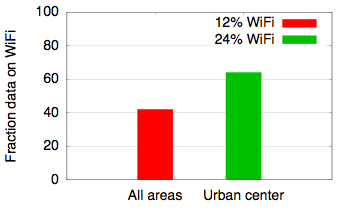 Fraction data on WiFi
100
80
60
40
20
0
12% WiFi
24% WiFi
All areas
Urban center